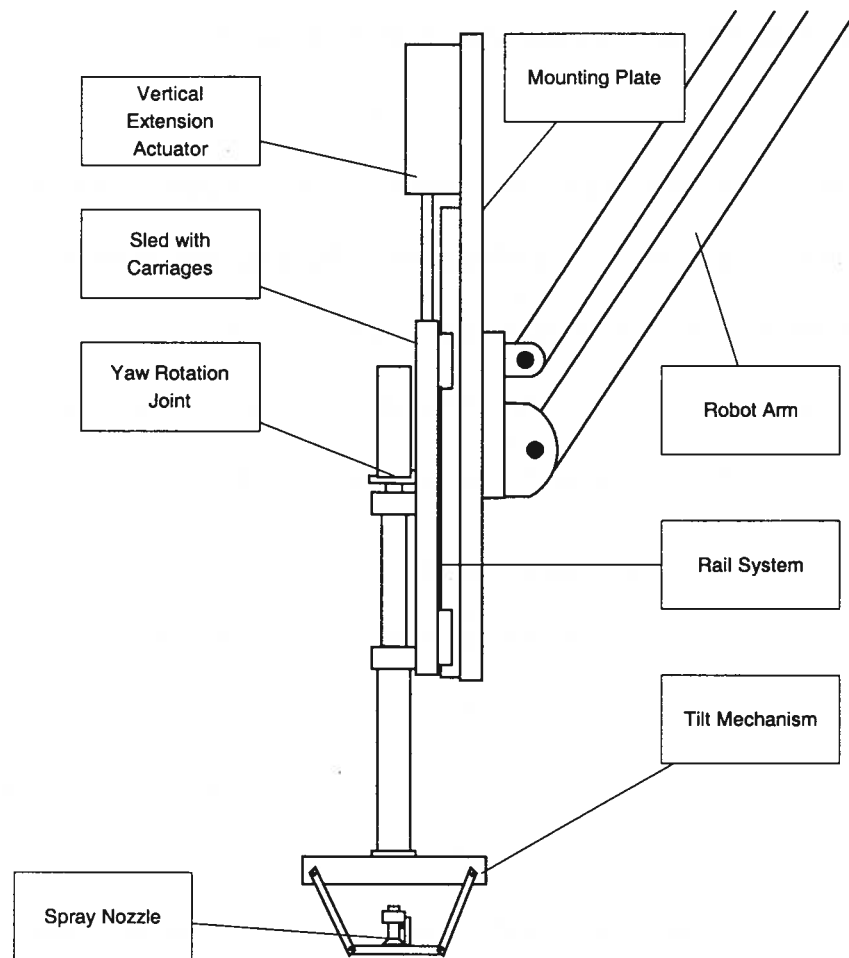 Vertical
Extension
Actuator
Mounting Plate
Sled with
Carriages
Yaw Rotation
Joint
Robot Arm
Rail System
Tilt Mechanism
Spray Nozzle